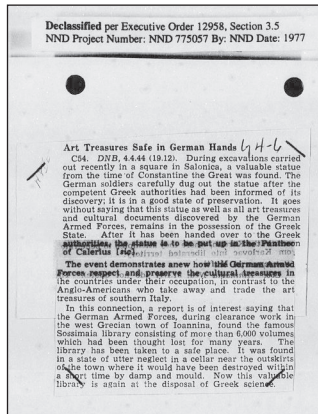 Declassified per Executive Order 12958, Section 3.5
NND Project Number: NND 775057 By: NND Date: 1977
Art Treasures Safe in German Hands
C54. DNB, 4.4.44 (19.12). During excavations carried
out recently in a square in Salonica, a valuable statue
from the time of Constantine the Great was found. The
German soldiers carefully dug out the statue after the
competent Greek authorities had been informed of its
discovery; it is in a good state of preservation. It goes
without saying that this statue as well as all art treasures
and cultural documents discovered by the German
Armed Forces, remains in the possession of the Greek
State. After it has been handed over to the Greek
authorities, the statue is to be put up in the Pantheon
of Calerius (sic).
The event demonstrates anew how the German Armed
Forces respect and preserve the cultural treasures in
the countries under their occupation, in contrast to the
Anglo-Americans who take away and trade the art
treasures of southern Italy.
In this connection, a report is of interest saying that
the German Armed Forces, during clearance work in
the west Grecian town of Ioannina, found the famous
Sossimaia library consisting of more than 6,000 volumes
which had been thought lost for many years. The
library has been taken to a safe place. It was found
in a state of utter neglect in a cellar near the outskirts
of the town where it would have been destroyed within
a short time by damp and mould. Now this valuable
library is again at the disposal of Greek science.